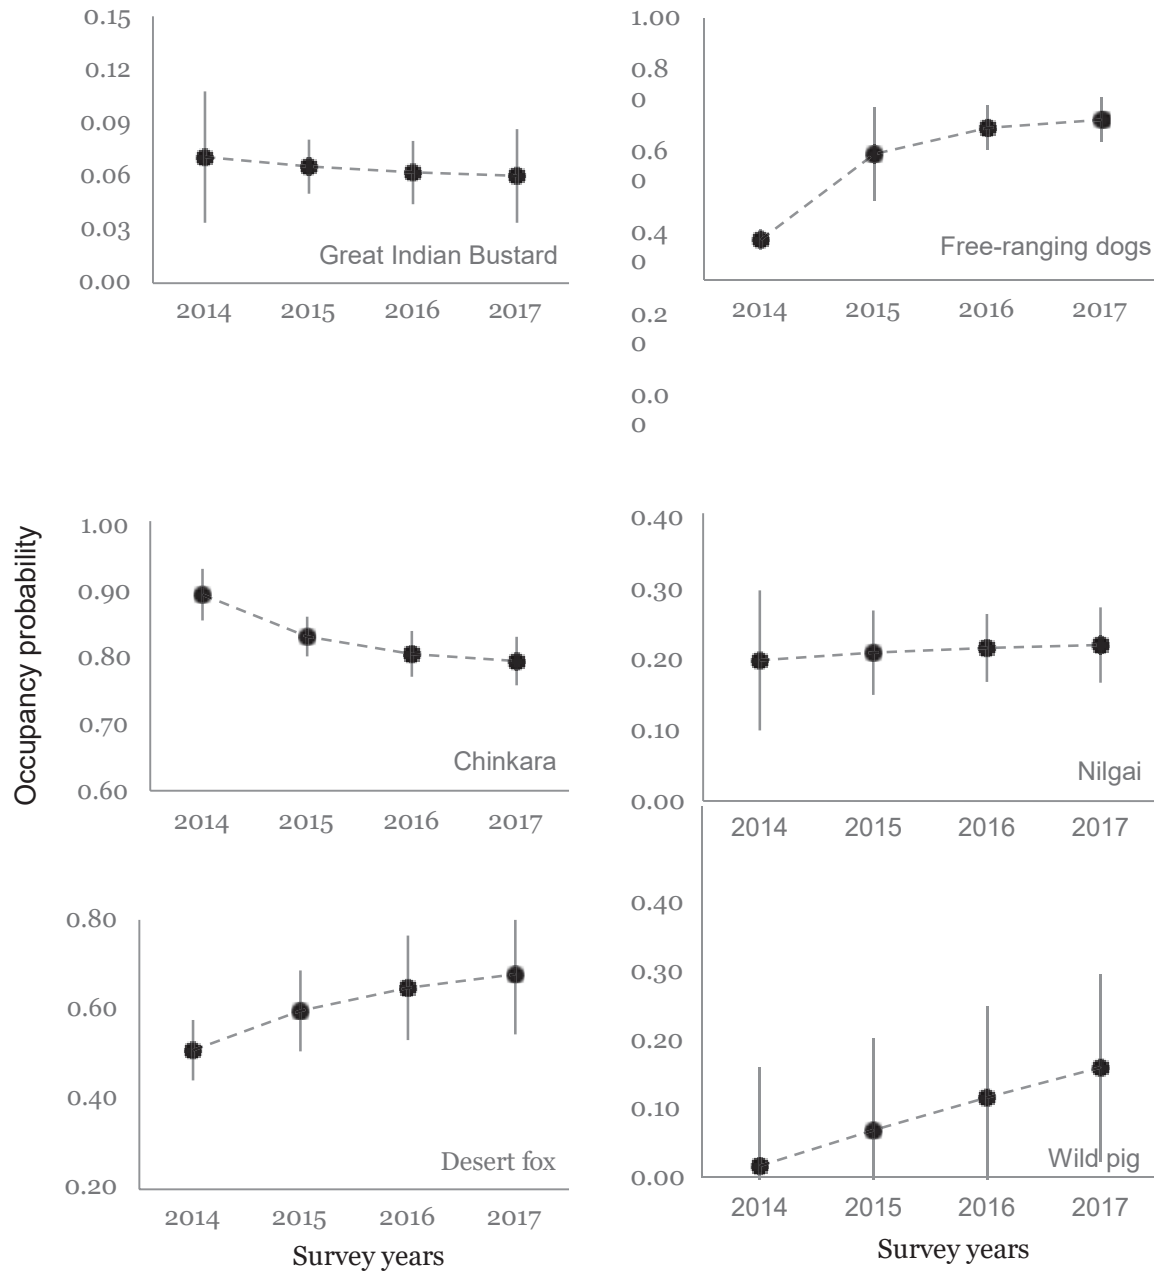 0.15
0.12
0.09
0.06
0.03
0.00
Great Indian Bustard
2014 2015 2016 2017
1.00
0.8
0
0.6
0
0.4
0
0.2
0
0.0
0
Free-ranging dogs
2014 2015 2016 2017
Occupancy probability
1.00
0.90
0.80
0.70
0.60
Chinkara
2014 2015 2016 2017
0.40
0.30
0.20
0.10
0.00
Nilgai
2014 2015 2016 2017
0.80
0.60
0.40
0.20
Desert fox
2014 2015 2016 2017
Survey years
0.40
0.30
0.20
0.10
0.00
Wild pig
2014 2015 2016 2017
Survey years